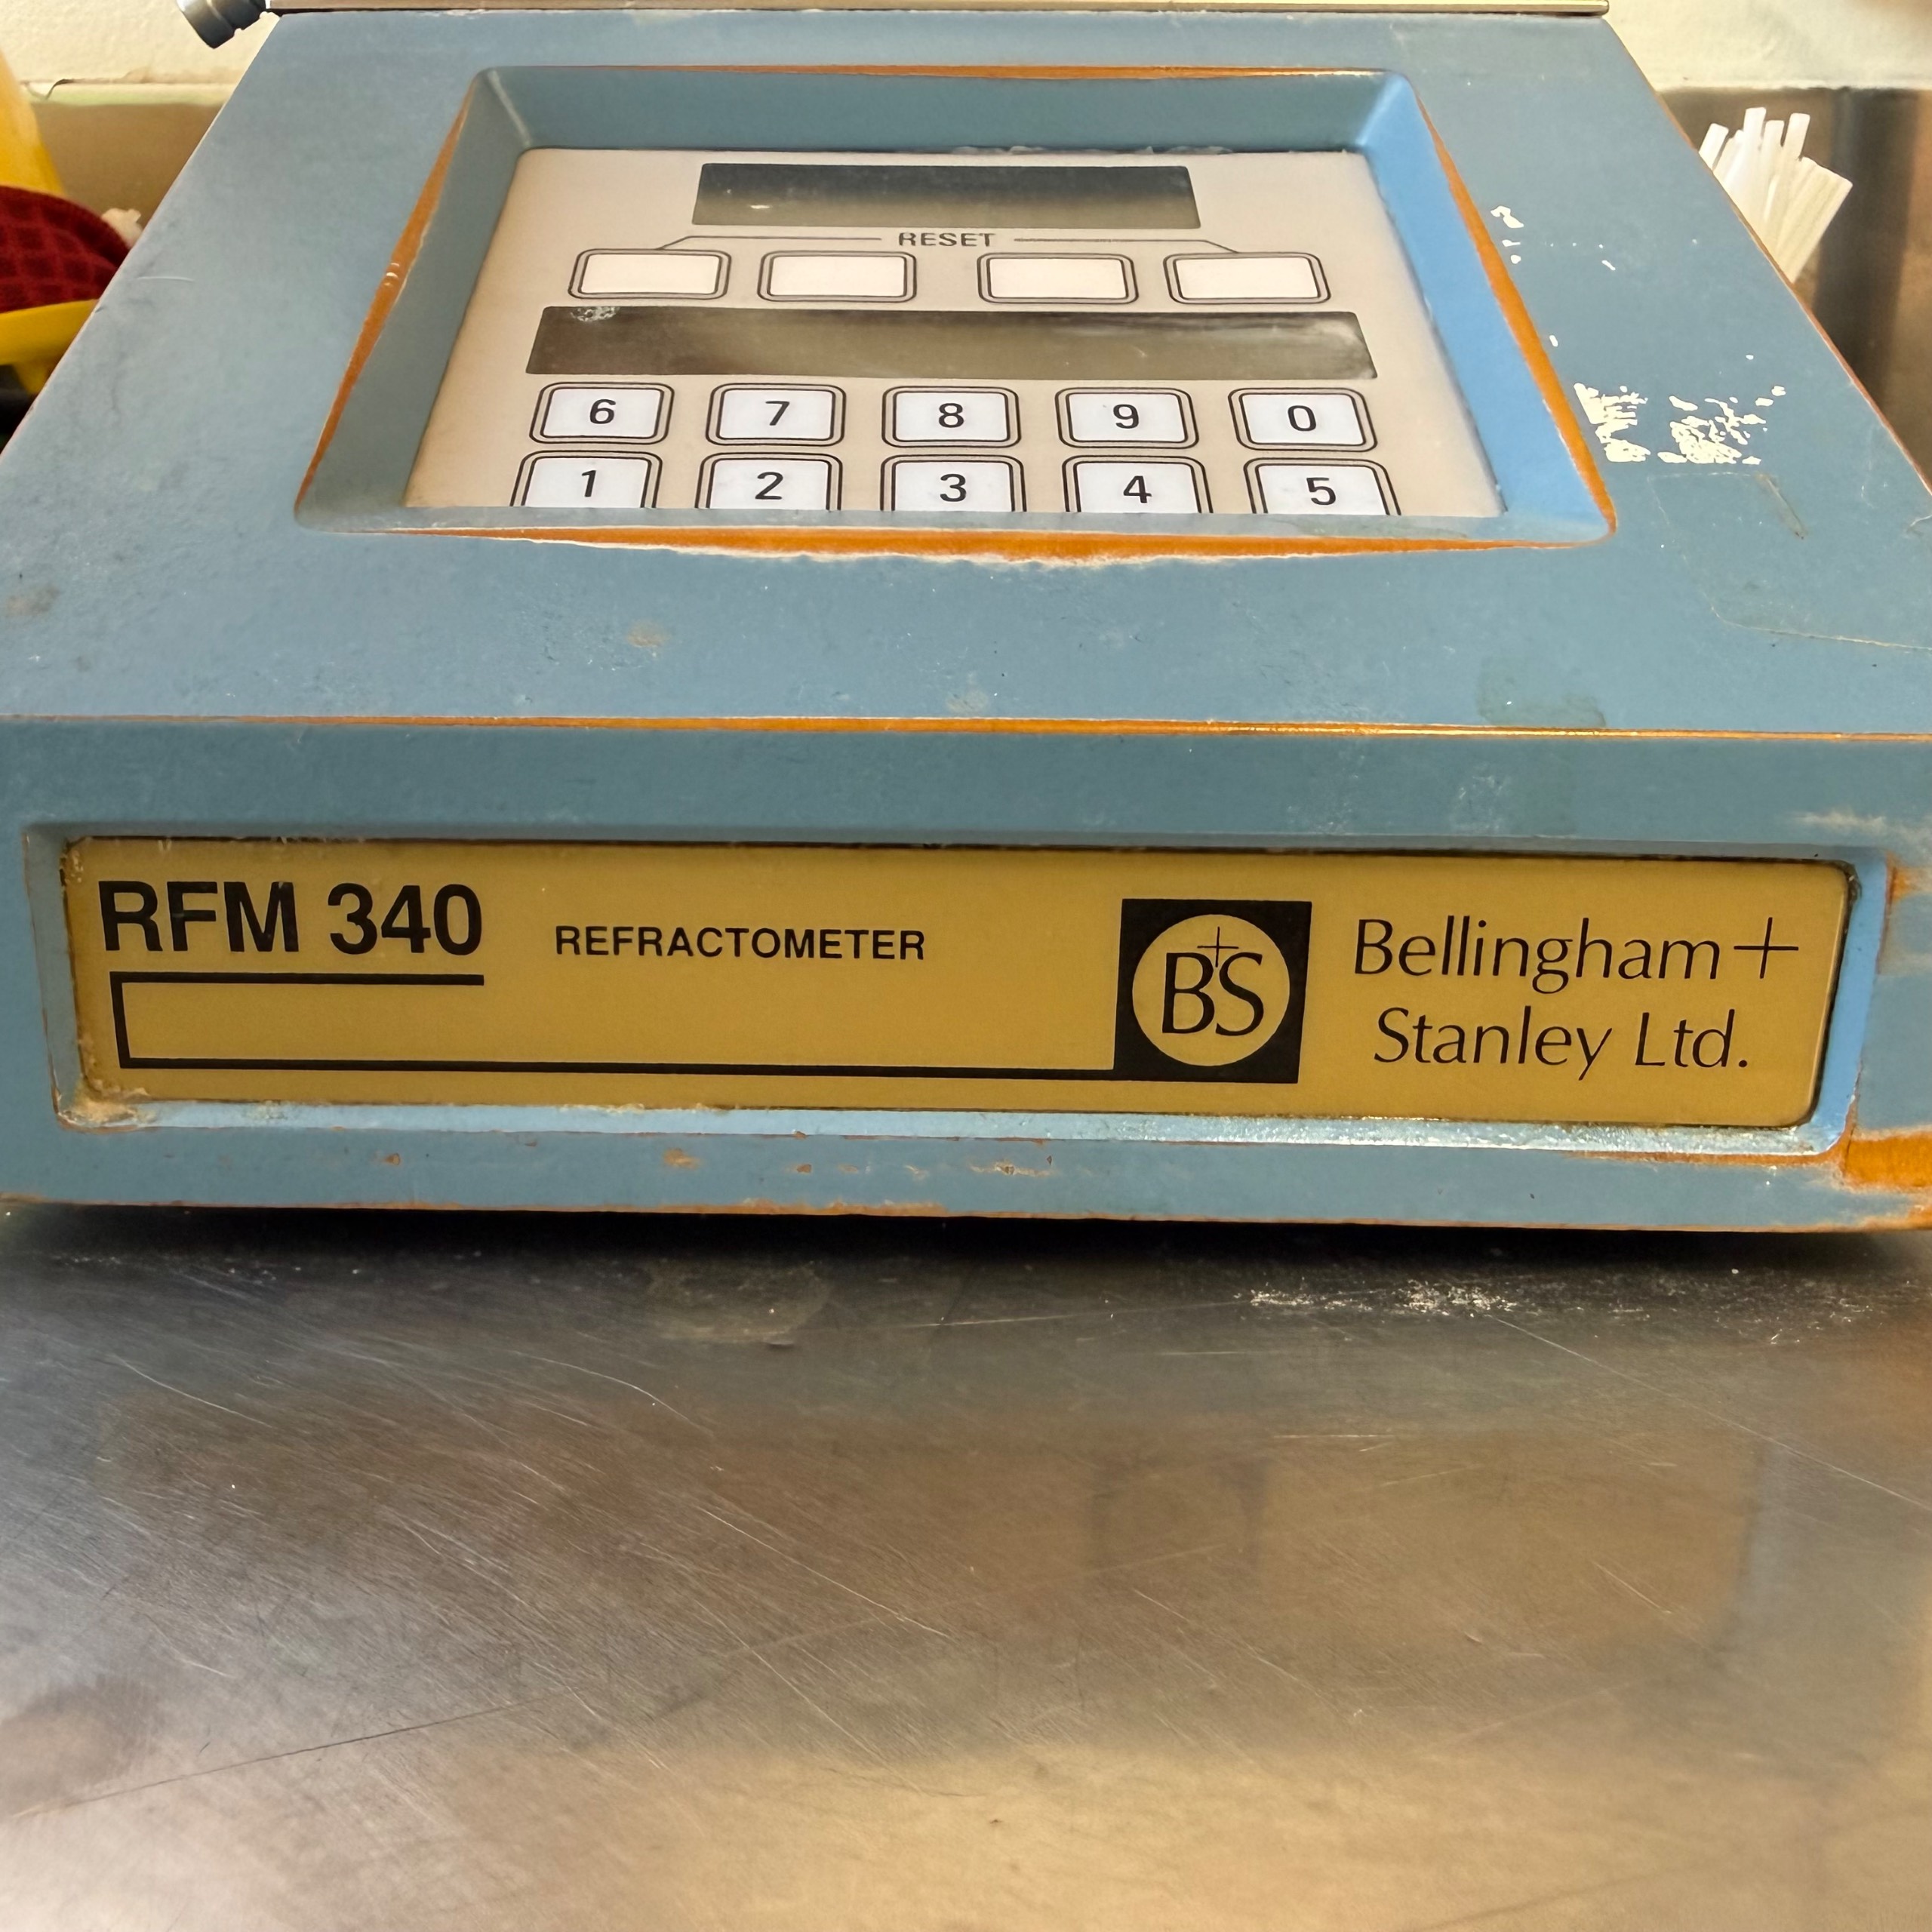 RESET
6 7 8 9 0
1 2 3 4 5
RFM 340
REFRACTOMETER
B+S
Bellingham +
Stanley Ltd.